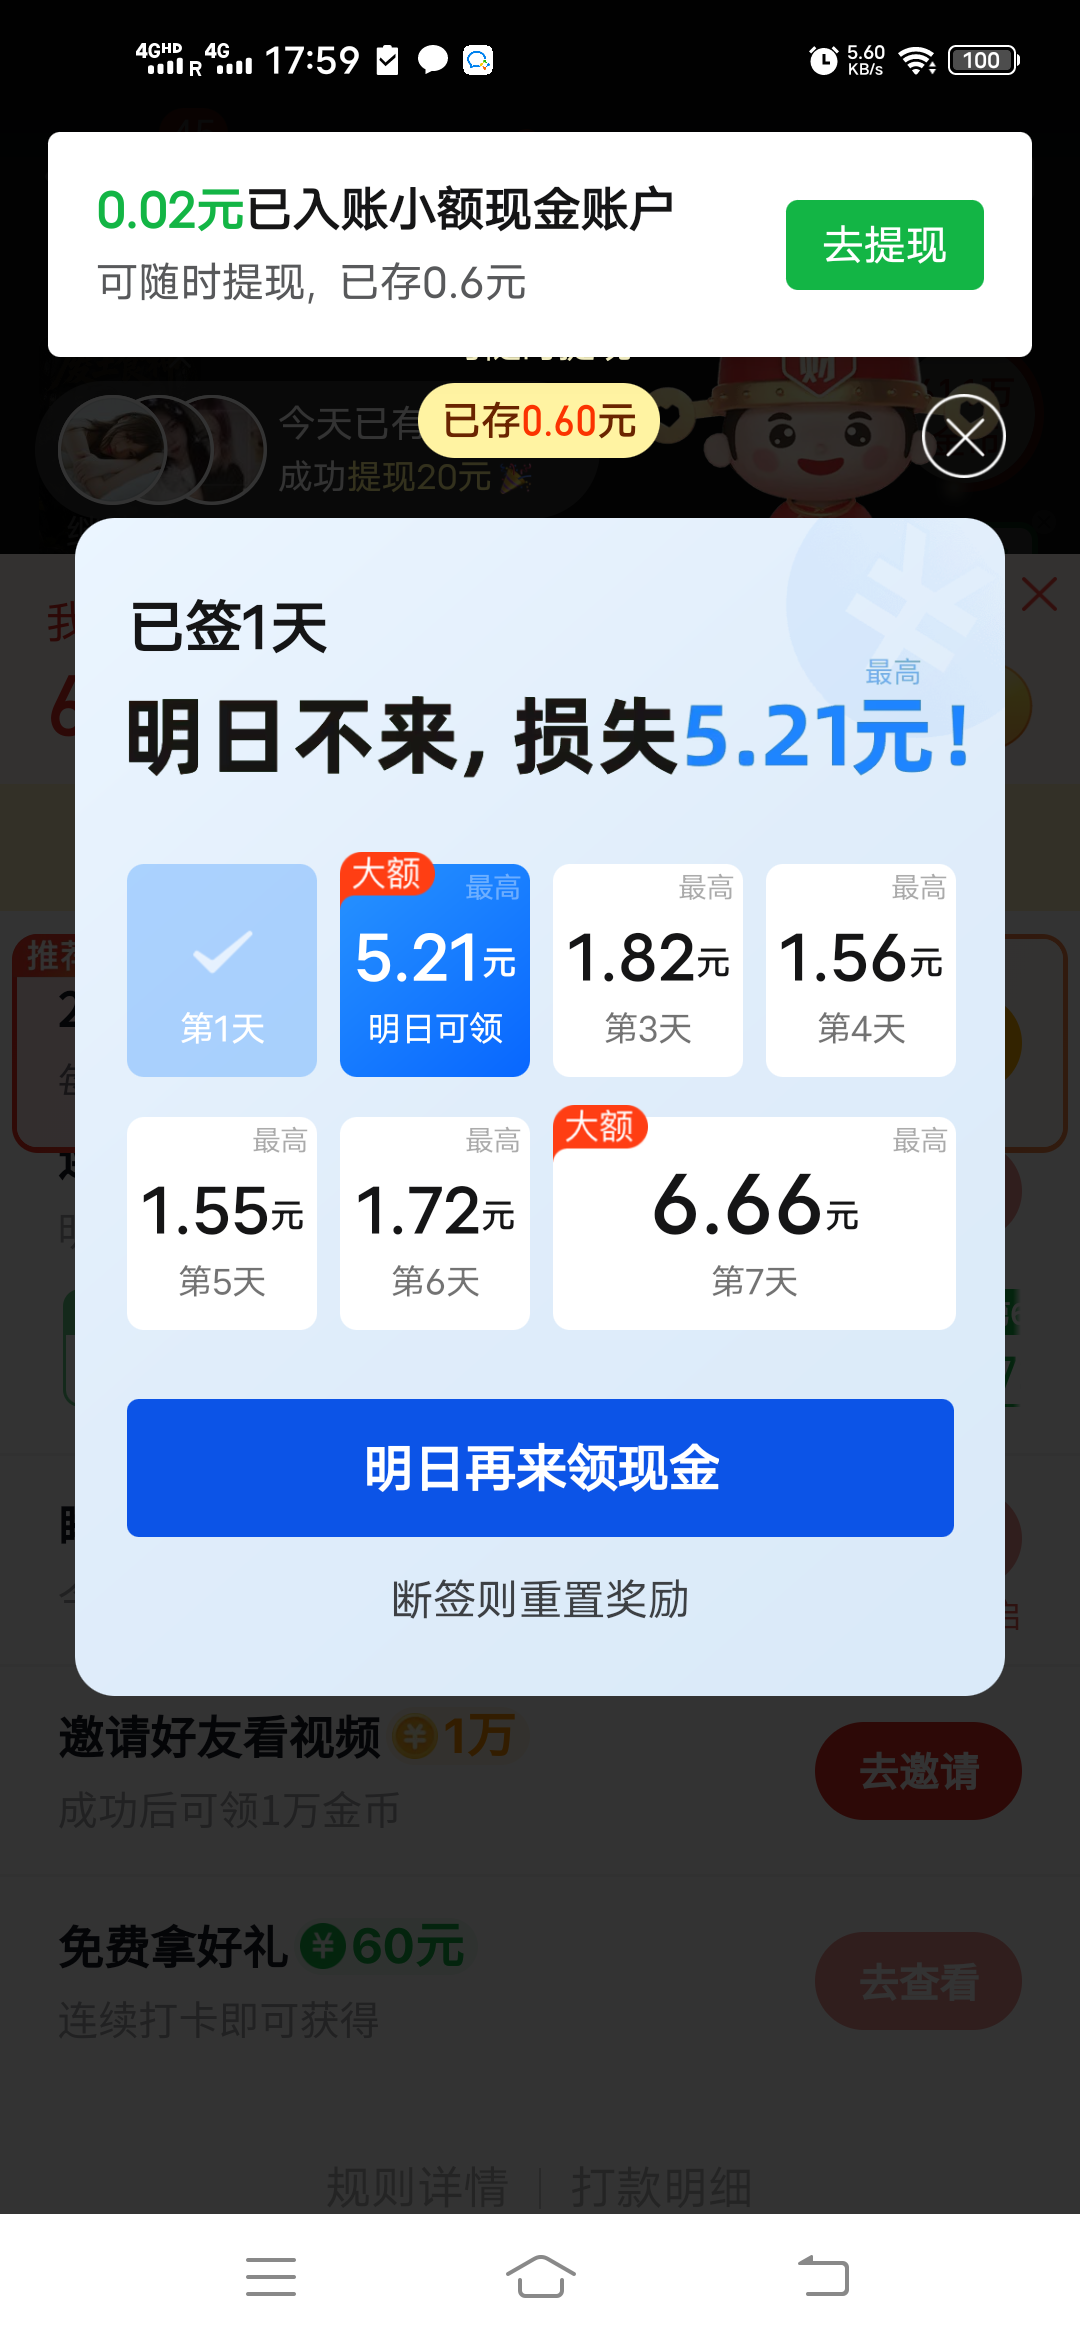 4GHD R 4G 17:59 5.60 KB/s 100
0.02元已入账小额现金账户
可随时提现, 已存0.6元
去提现
已存0.60元
今天已有
成功提现20元
已签1天
最高
明日不来, 损失5.21元!
第1天
大额 最高
5.21元
明日可领
最高
1.82元
第3天
最高
1.56元
第4天
最高
1.55元
第5天
最高
1.72元
第6天
大额 最高
6.66元
第7天
明日再来领现金
断签则重置奖励
邀请好友看视频 1万
成功后可领1万金币
去邀请
免费拿好礼 60元
连续打卡即可获得
去查看
规则详情 | 打款明细